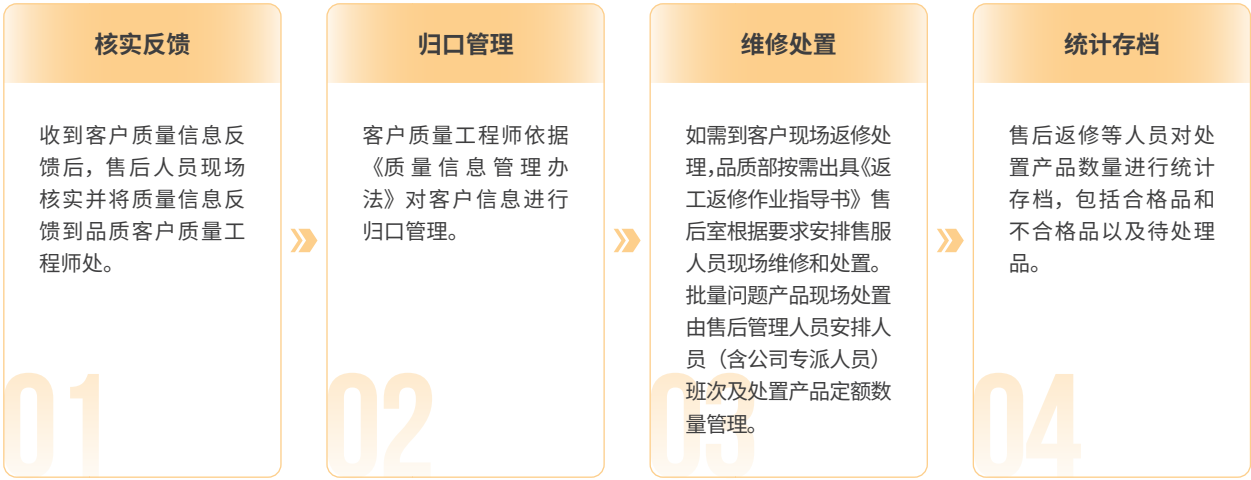 核实反馈
收到客户质量信息反
馈后，售后人员现场
核实并将质量信息反
馈到品质客户质量工
程师处。
01
归口管理
客户质量工程师依据
《质量信息管理办
法》对客户信息进行
归口管理。
02
维修处置
如需到客户现场返修处
理，品质部按需出具《返
工返修作业指导书》售
后室根据要求安排售服
人员现场维修和处置。
批量问题产品现场处置
由售后管理人员安排人
员（含公司专派人员）
班次及处置产品定额数
量管理。
03
统计存档
售后返修等人员对处
置产品数量进行统计
存档，包括合格品和
不合格品以及待处理
品。
04